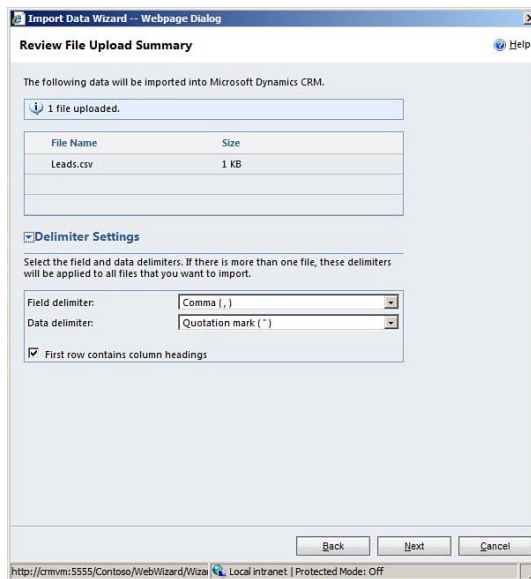 Import Data Wizard -- Webpage Dialog
Review File Upload Summary
Help
The following data will be imported into Microsoft Dynamics CRM.
1 file uploaded.
File Name Size
Leads.csv 1 KB
Delimiter Settings
Select the field and data delimiters. If there is more than one file, these delimiters
will be applied to all files that you want to import.
Field delimiter: Comma ( , )
Data delimiter: Quotation mark ( " )
First row contains column headings
Back Next Cancel
http://crmvm:5555/Contoso/WebWizard/Wizar Local intranet | Protected Mode: Off